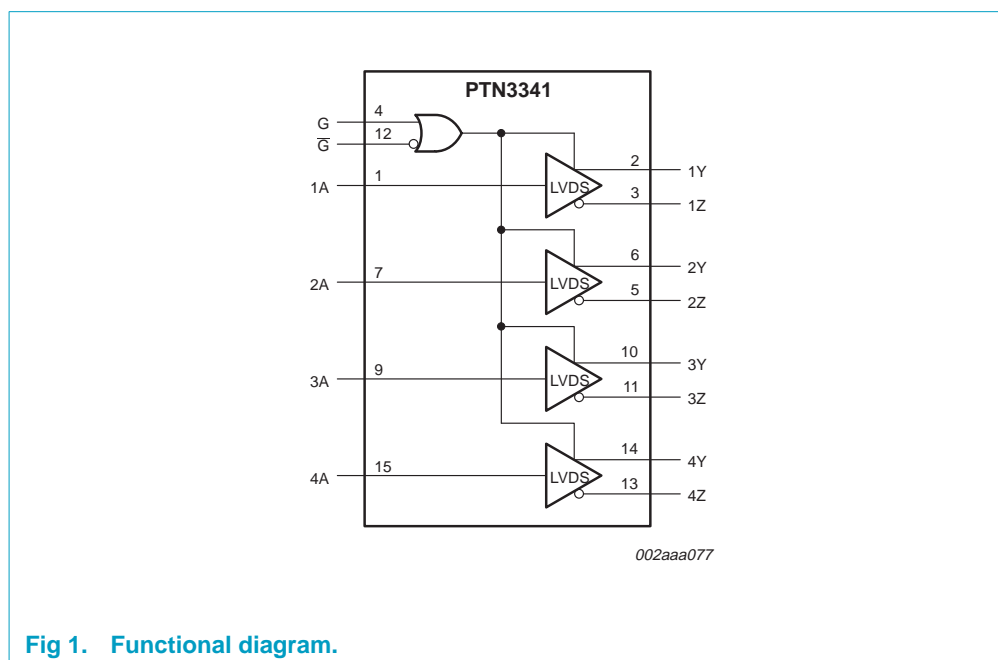 PTN3341
G 4
G̅ 12
1A 1
LVDS
2 1Y
3 1Z
2A 7
LVDS
6 2Y
5 2Z
3A 9
LVDS
10 3Y
11 3Z
4A 15
LVDS
14 4Y
13 4Z
002aaa077
Fig 1. Functional diagram.